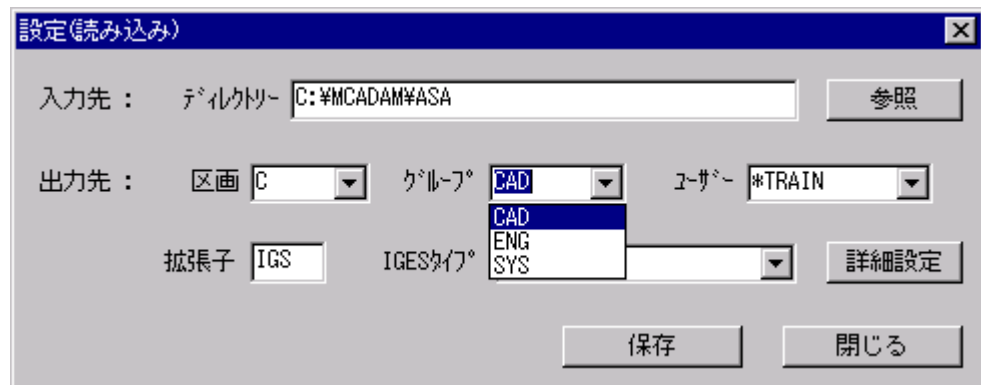 設定(読み込み)
入力先： ﾃﾞｨﾚｸﾄﾘｰ C:¥MCADAM¥ASA 参照
出力先： 区画 C ｸﾞﾙｰﾌﾟ CAD ﾕｰｻﾞｰ *TRAIN
CAD
ENG
SYS
拡張子 IGS IGESﾀｲﾌﾟ 詳細設定
保存 閉じる